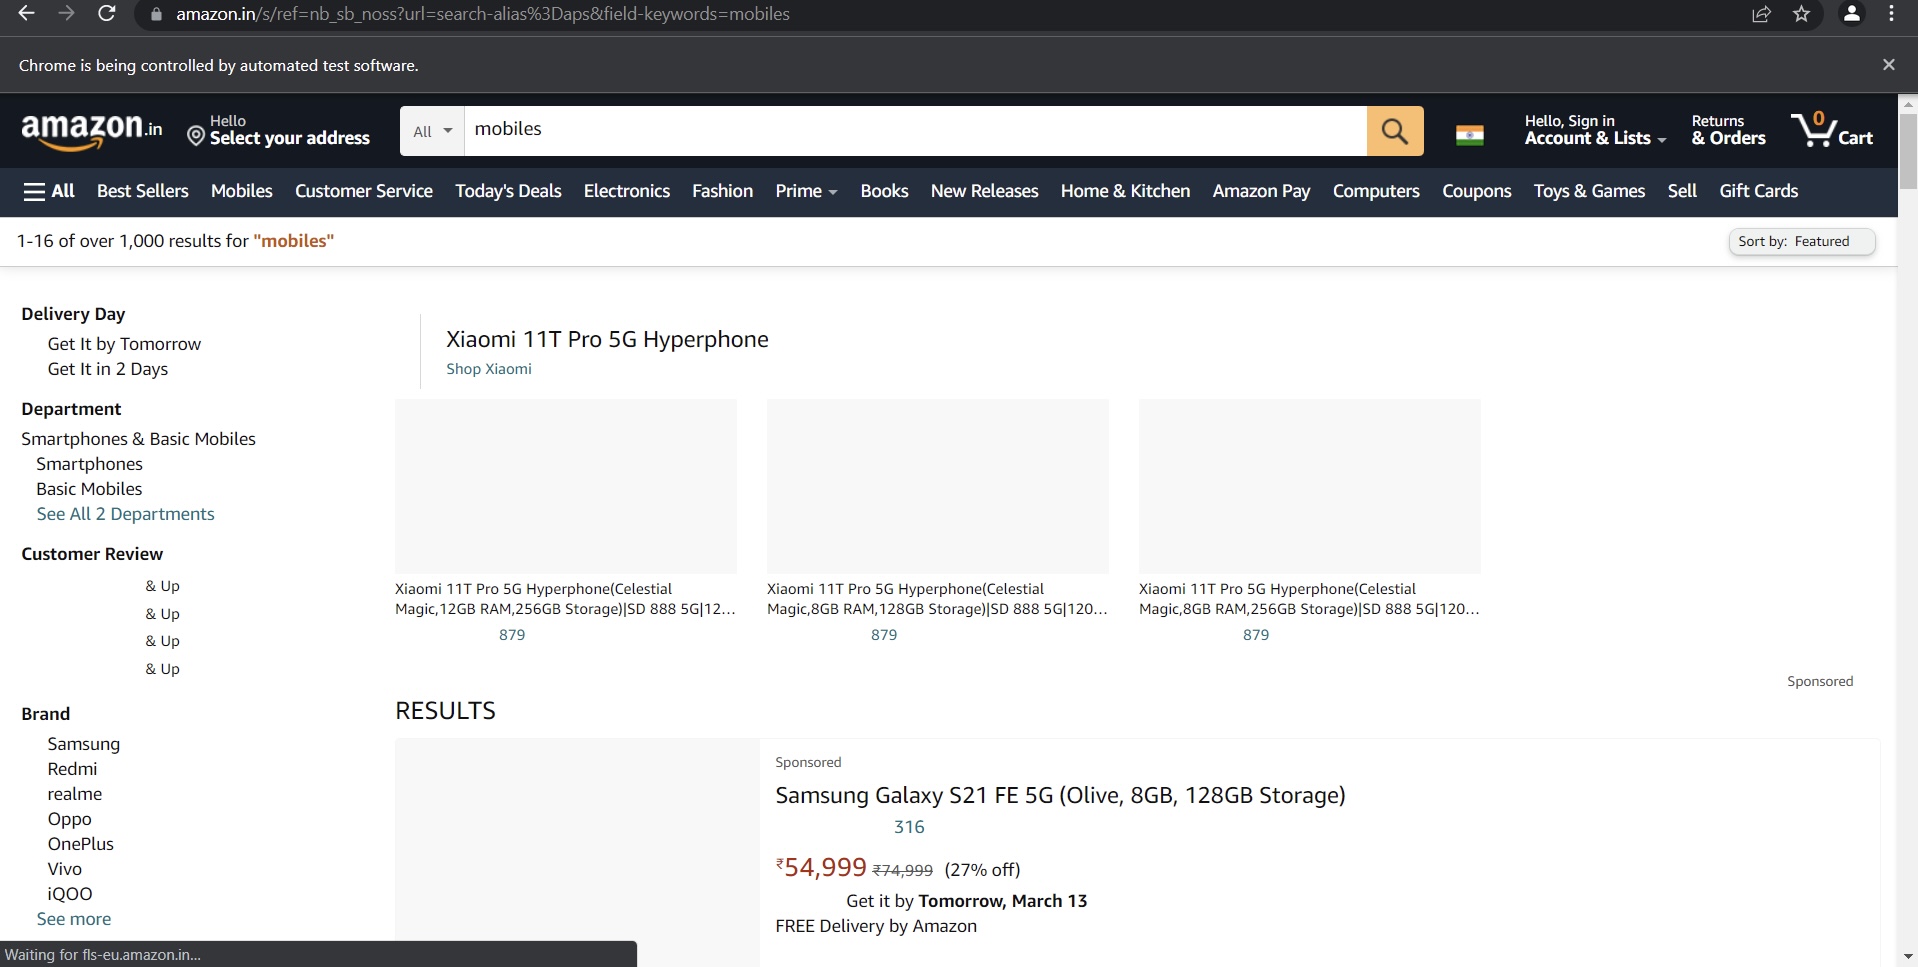 amazon.in/s/ref=nb_sb_noss?url=search-alias%3Daps&field-keywords=mobiles
Chrome is being controlled by automated test software.
amazon.in
Hello
Select your address
All
mobiles
Hello, Sign in
Account & Lists
Returns
& Orders
0
Cart
All Best Sellers Mobiles Customer Service Today's Deals Electronics Fashion Prime Books New Releases Home & Kitchen Amazon Pay Computers Coupons Toys & Games Sell Gift Cards
1-16 of over 1,000 results for "mobiles"
Sort by: Featured
Delivery Day
Get It by Tomorrow
Get It in 2 Days
Department
Smartphones & Basic Mobiles
Smartphones
Basic Mobiles
See All 2 Departments
Customer Review
& Up
& Up
& Up
& Up
Brand
Samsung
Redmi
realme
Oppo
OnePlus
Vivo
iQOO
See more
Xiaomi 11T Pro 5G Hyperphone
Shop Xiaomi
Xiaomi 11T Pro 5G Hyperphone(Celestial
Magic,12GB RAM,256GB Storage)|SD 888 5G|12...
879
Xiaomi 11T Pro 5G Hyperphone(Celestial
Magic,8GB RAM,128GB Storage)|SD 888 5G|120...
879
Xiaomi 11T Pro 5G Hyperphone(Celestial
Magic,8GB RAM,256GB Storage)|SD 888 5G|120...
879
Sponsored
RESULTS
Sponsored
Samsung Galaxy S21 FE 5G (Olive, 8GB, 128GB Storage)
316
₹54,999 ₹74,999 (27% off)
Get it by Tomorrow, March 13
FREE Delivery by Amazon
Waiting for fls-eu.amazon.in...